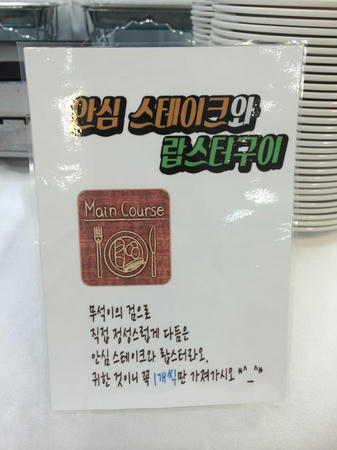 안심 스테이크와
랍스터구이
Main Course
무석이의 검으로
직접 정성스럽게 다듬은
안심 스테이크와 랍스터라오.
귀한 것이니 꼭 1개씩만 가져가시오 *^_^*